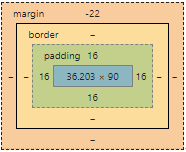 margin -22
border –
padding 16
– – 16 36.203 × 90 16 – –
16
–
–